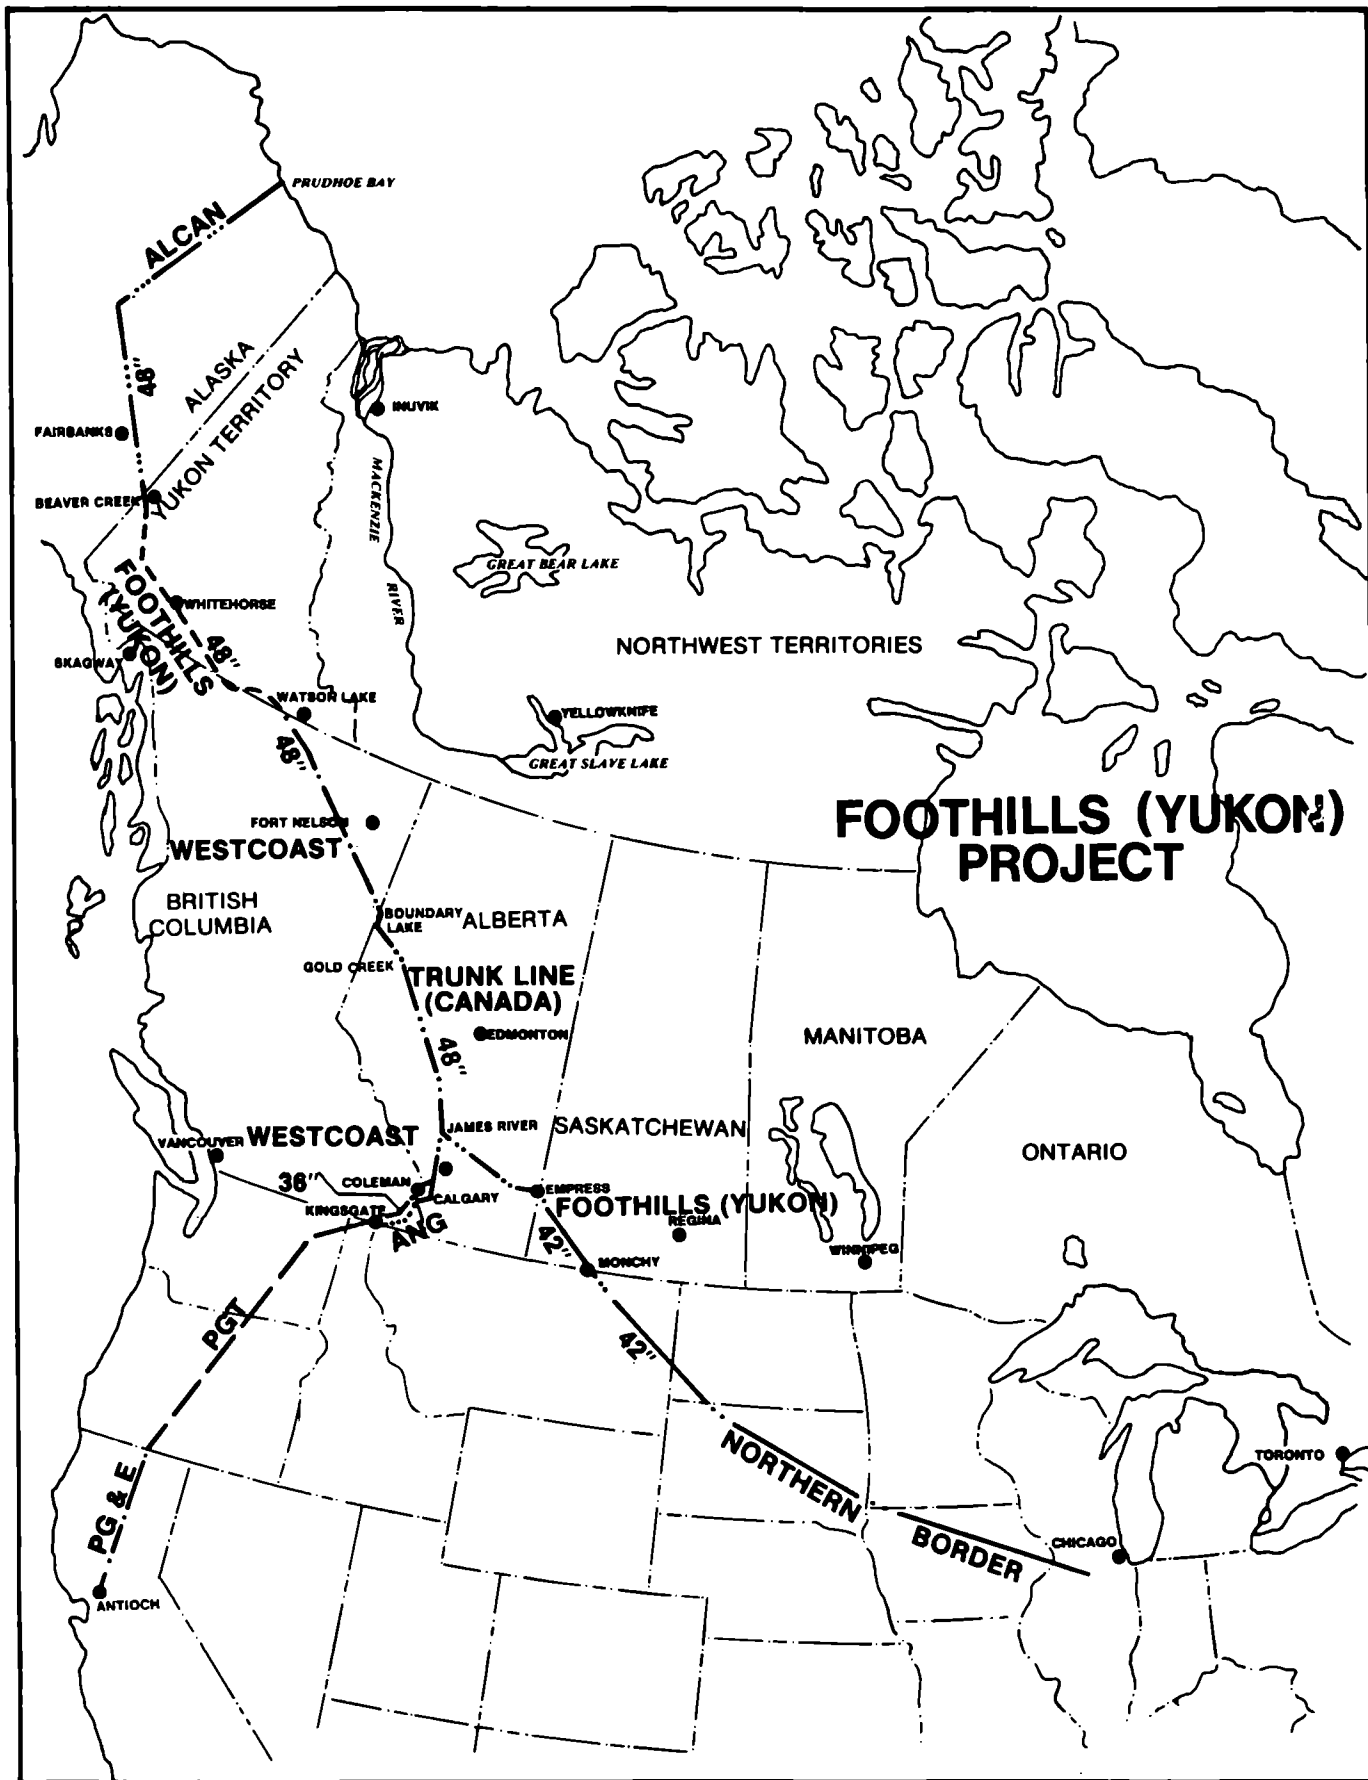 PRUDHOE BAY
ALCAN
48"
ALASKA
YUKON TERRITORY
INUVIK
FAIRBANKS
BEAVER CREEK
MACKENZIE
RIVER
GREAT BEAR LAKE
FOOTHILLS
(YUKON)
48"
WHITEHORSE
SKAGWAY
NORTHWEST TERRITORIES
WATSON LAKE
YELLOWKNIFE
48"
GREAT SLAVE LAKE
FOOTHILLS (YUKON)
PROJECT
FORT NELSON
WESTCOAST
BRITISH
COLUMBIA
BOUNDARY
LAKE
ALBERTA
GOLD CREEK
TRUNK LINE
(CANADA)
EDMONTON
48"
MANITOBA
JAMES RIVER
SASKATCHEWAN
VANCOUVER
WESTCOAST
ONTARIO
36"
COLEMAN
CALGARY
EMPRESS
FOOTHILLS (YUKON)
KINGSGATE
ANG
REGINA
42"
MONCHY
WINNIPEG
PGT
42"
NORTHERN
BORDER
TORONTO
PG & E
CHICAGO
ANTIOCH